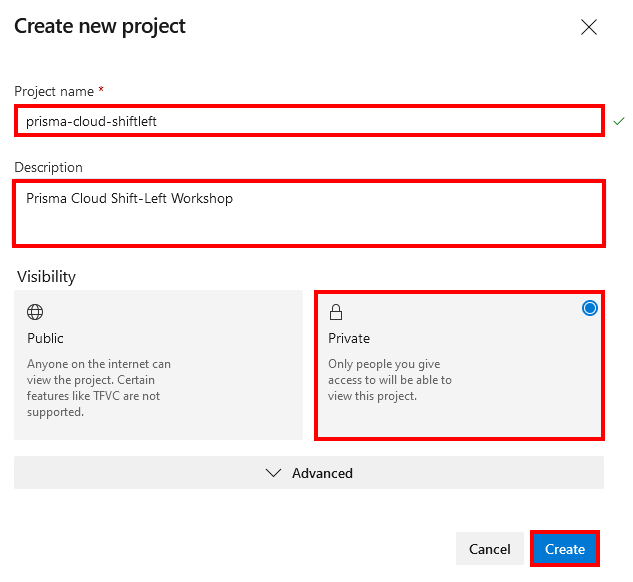 Create new project
Project name *
prisma-cloud-shiftleft
Description
Prisma Cloud Shift-Left Workshop
Visibility
Public
Anyone on the internet can
view the project. Certain
features like TFVC are not
supported.
Private
Only people you give
access to will be able to
view this project.
Advanced
Cancel
Create